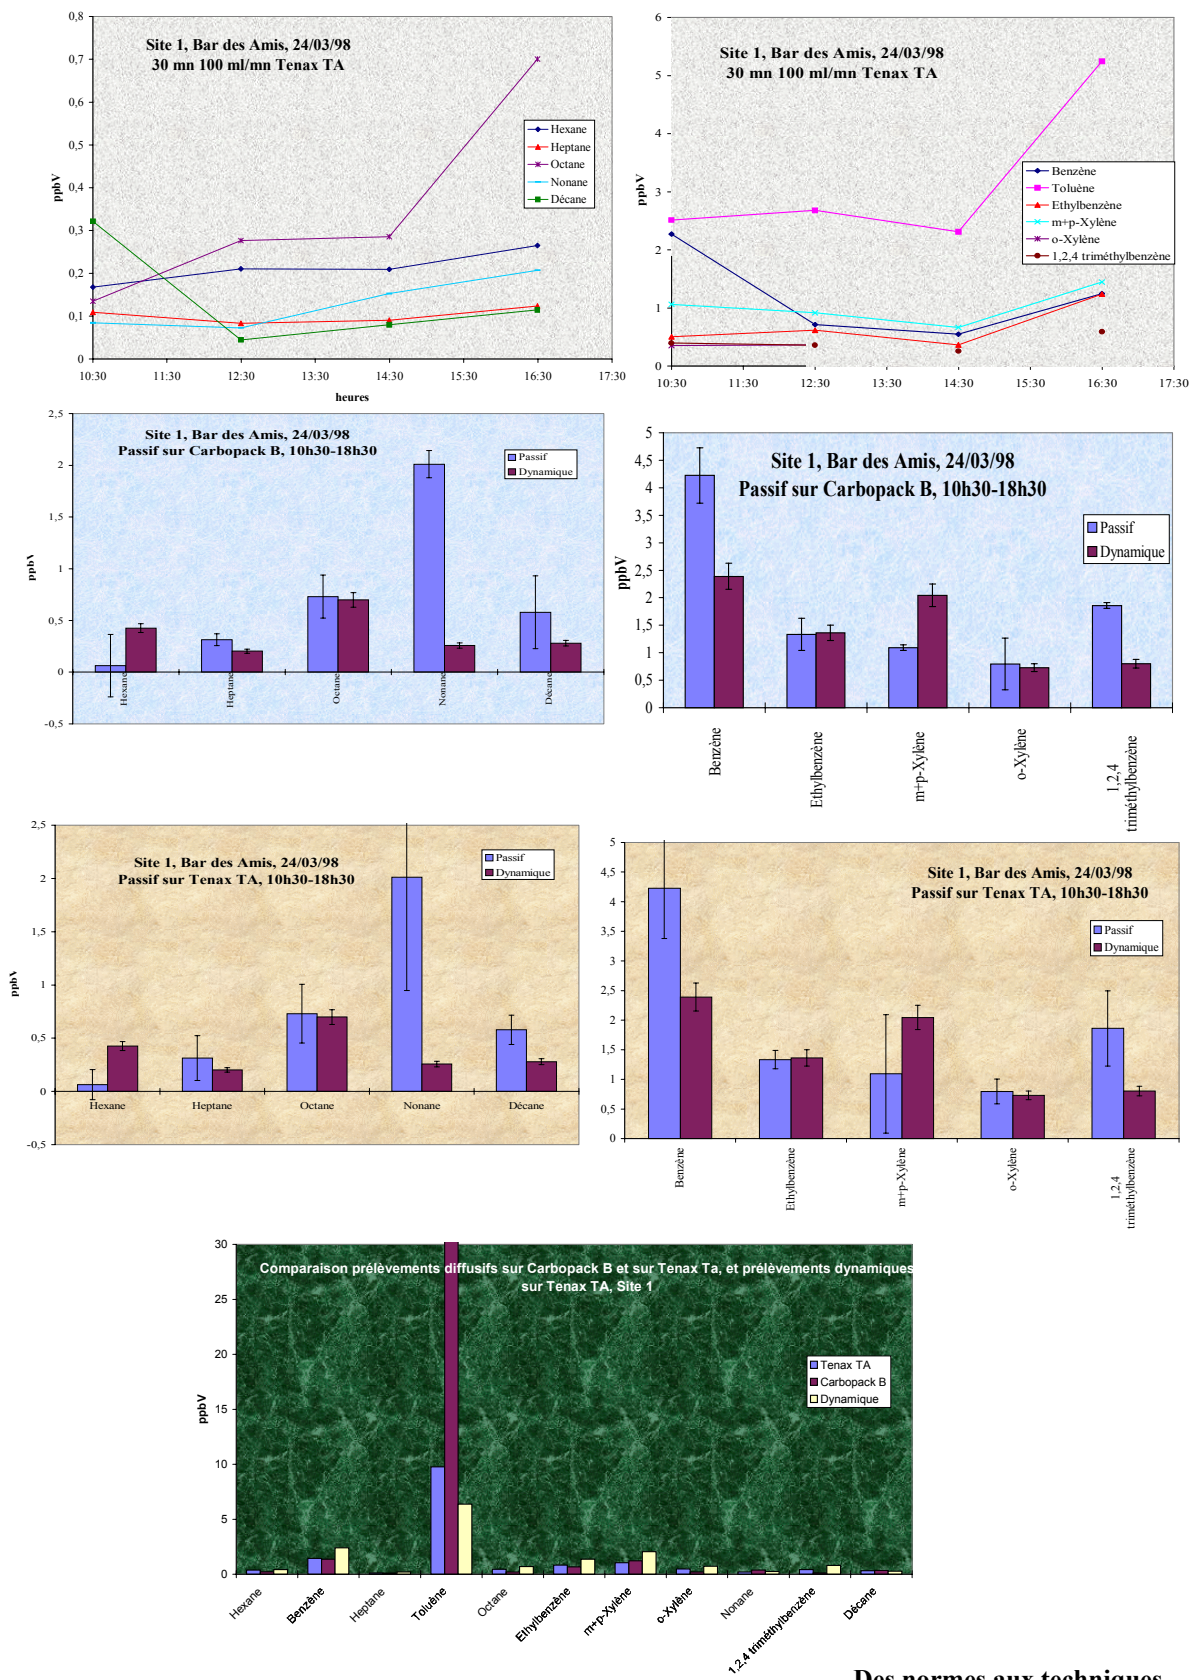 Site 1, Bar des Amis, 24/03/98
30 mn 100 ml/mn Tenax TA
0,8
0,7
0,6
0,5
0,4
0,3
0,2
0,1
0
ppbV
Hexane
Heptane
Octane
Nonane
Décane
10:30 11:30 12:30 13:30 14:30 15:30 16:30 17:30
heures
Site 1, Bar des Amis, 24/03/98
30 mn 100 ml/mn Tenax TA
6
5
4
3
2
1
0
ppbV
Benzène
Toluène
Ethylbenzène
m+p-Xylène
o-Xylène
1,2,4 triméthylbenzène
10:30 11:30 12:30 13:30 14:30 15:30 16:30 17:30
Site 1, Bar des Amis, 24/03/98
Passif sur Carbopack B, 10h30-18h30
2,5
2
1,5
1
0,5
0
-0,5
ppbV
Passif
Dynamique
Hexane
Heptane
Octane
Nonane
Décane
Site 1, Bar des Amis, 24/03/98
Passif sur Carbopack B, 10h30-18h30
5
4,5
4
3,5
3
2,5
2
1,5
1
0,5
0
ppbV
Passif
Dynamique
Benzène
Ethylbenzène
m+p-Xylène
o-Xylène
1,2,4
triméthylbenzène
Site 1, Bar des Amis, 24/03/98
Passif sur Tenax TA, 10h30-18h30
2,5
2
1,5
1
0,5
0
-0,5
ppbV
Passif
Dynamique
Hexane Heptane Octane Nonane Décane
Site 1, Bar des Amis, 24/03/98
Passif sur Tenax TA, 10h30-18h30
5
4,5
4
3,5
3
2,5
2
1,5
1
0,5
0
Passif
Dynamique
Benzène
Ethylbenzène
m+p-Xylène
o-Xylène
1,2,4
triméthylbenzène
Comparaison prélèvements diffusifs sur Carbopack B et sur Tenax Ta, et prélèvements dynamiques
sur Tenax TA, Site 1
30
25
20
15
10
5
0
ppbV
Tenax TA
Carbopack B
Dynamique
Hexane
Benzène
Heptane
Toluène
Octane
Ethylbenzène
m+p-Xylène
o-Xylène
Nonane
1,2,4 triméthylbenzène
Décane
Des normes aux techniques